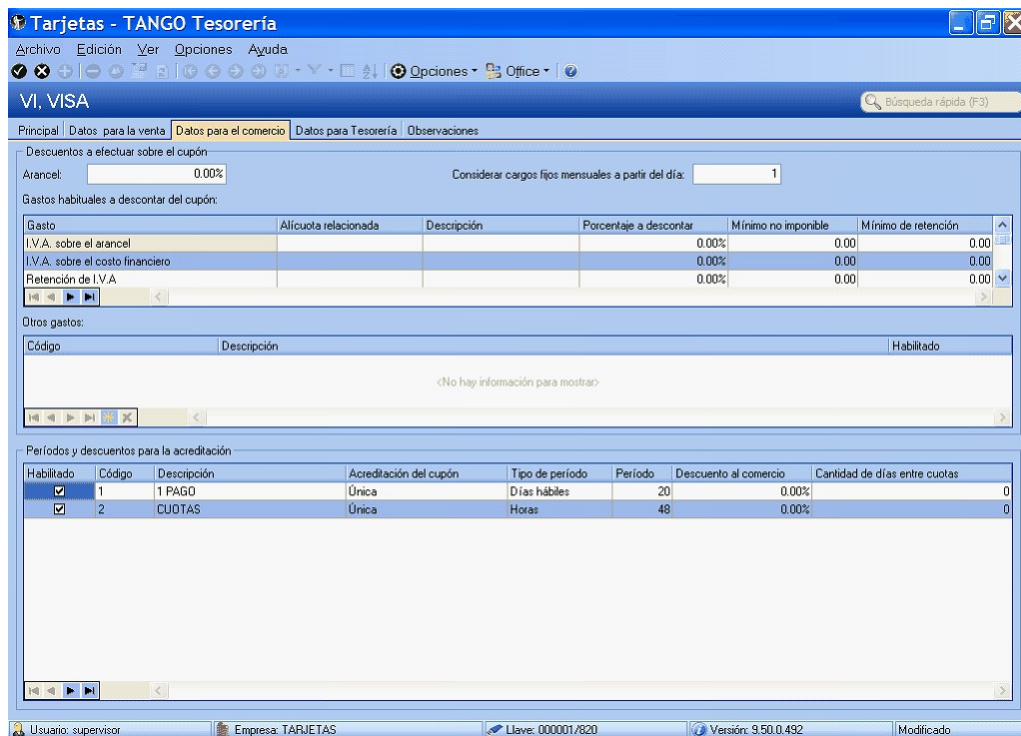 Tarjetas - TANGO Tesorería
Archivo Edición Ver Opciones Ayuda
Opciones Office
VI, VISA Búsqueda rápida (F3)
Principal Datos para la venta Datos para el comercio Datos para Tesorería Observaciones
Descuentos a efectuar sobre el cupón
Arancel: 0.00% Considerar cargos fijos mensuales a partir del día: 1
Gastos habituales a descontar del cupón:
Gasto Alícuota relacionada Descripción Porcentaje a descontar Mínimo no imponible Mínimo de retención
I.V.A. sobre el arancel 0.00% 0.00 0.00
I.V.A. sobre el costo financiero 0.00% 0.00 0.00
Retención de I.V.A 0.00% 0.00 0.00
Otros gastos:
Código Descripción Habilitado
<No hay información para mostrar>
Períodos y descuentos para la acreditación
Habilitado Código Descripción Acreditación del cupón Tipo de período Período Descuento al comercio Cantidad de días entre cuotas
1 1 PAGO Única Días hábiles 20 0.00% 0
2 CUOTAS Única Horas 48 0.00% 0
Usuario: supervisor Empresa: TARJETAS Llave: 000001/820 Versión: 9.50.0.492 Modificado